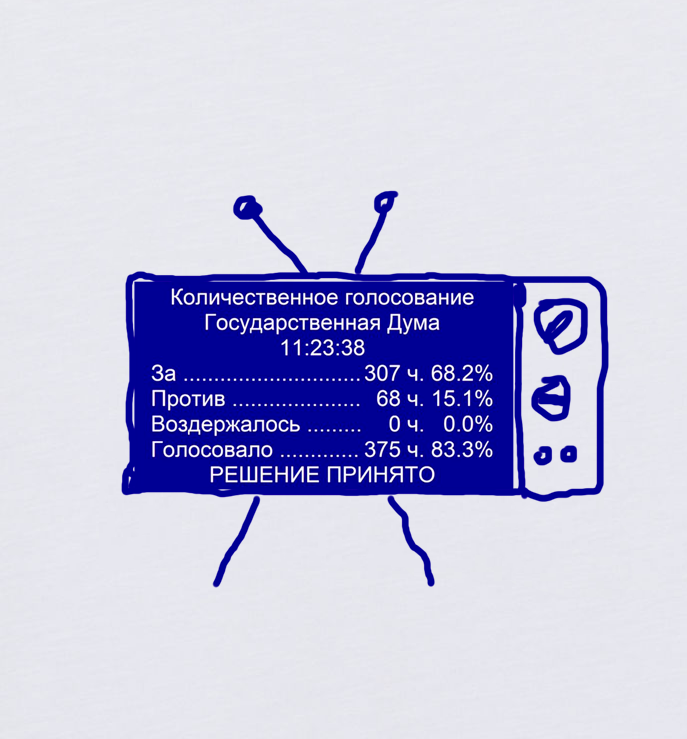 Количественное голосование
Государственная Дума
11:23:38
За ............................. 307 ч. 68.2%
Против ..................... 68 ч. 15.1%
Воздержалось ......... 0 ч. 0.0%
Голосовало ............. 375 ч. 83.3%
РЕШЕНИЕ ПРИНЯТО